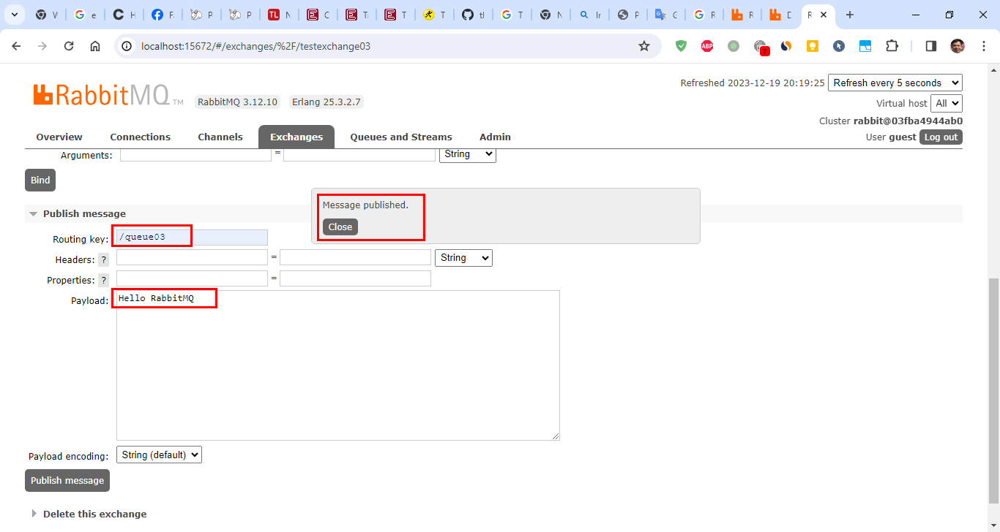 localhost:15672/#/exchanges/%2F/testexchange03
RabbitMQ TM
RabbitMQ 3.12.10 Erlang 25.3.2.7
Refreshed 2023-12-19 20:19:25 Refresh every 5 seconds
Virtual host All
Cluster rabbit@03fba4944ab0
User guest Log out
Overview Connections Channels Exchanges Queues and Streams Admin
Arguments: = String
Bind
Message published.
Close
Publish message
Routing key: /queue03
Headers: ? = String
Properties: ? =
Payload: Hello RabbitMQ
Payload encoding: String (default)
Publish message
Delete this exchange